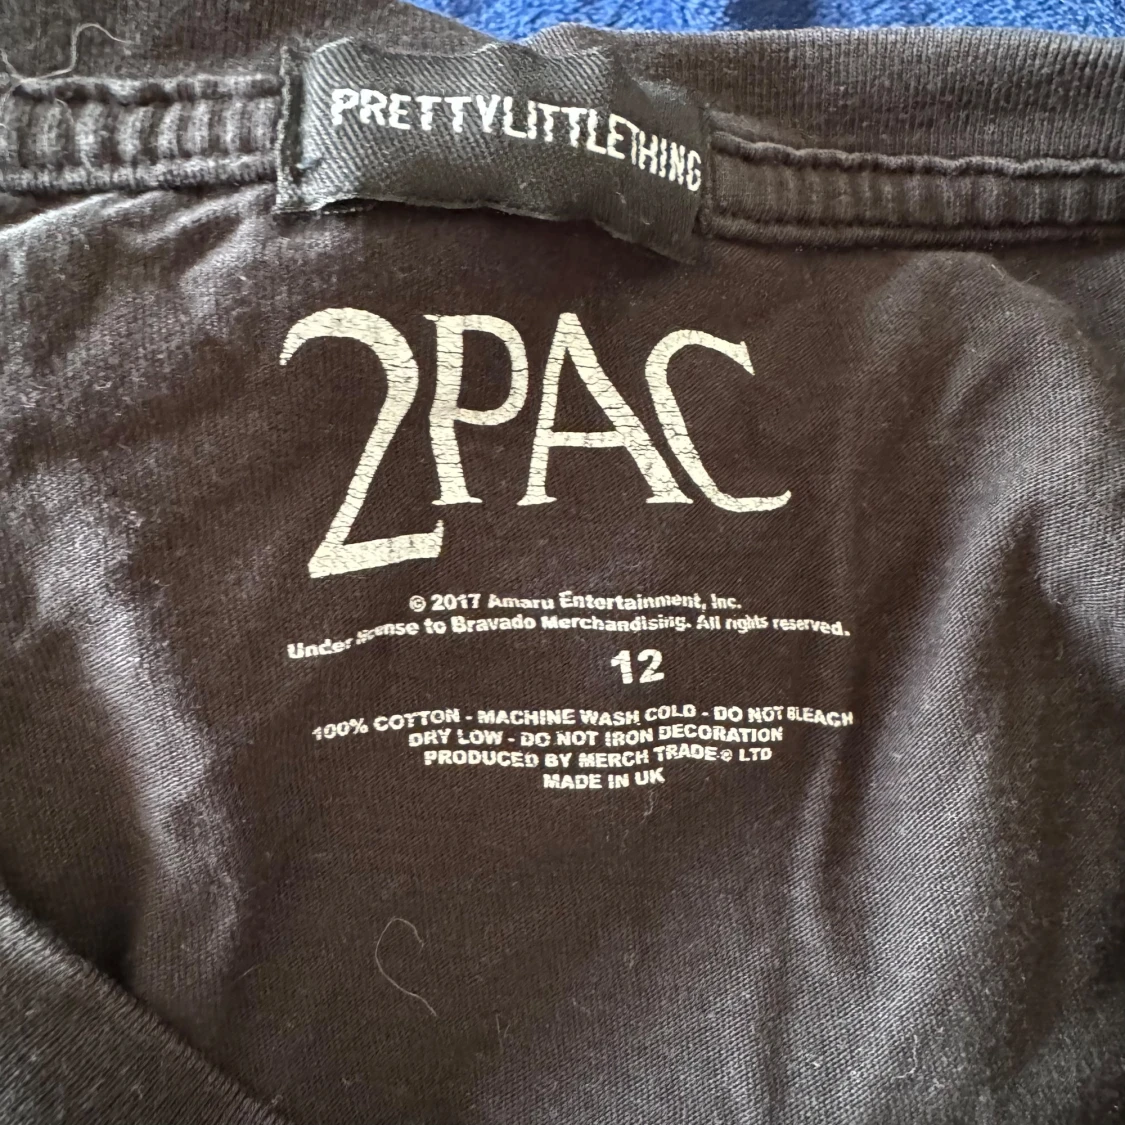 PRETTYLITTLETHING
2PAC
© 2017 Amaru Entertainment, Inc.
Under license to Bravado Merchandising. All rights reserved.
12
100% COTTON - MACHINE WASH COLD - DO NOT BLEACH
DRY LOW - DO NOT IRON DECORATION
PRODUCED BY MERCH TRADE® LTD
MADE IN UK